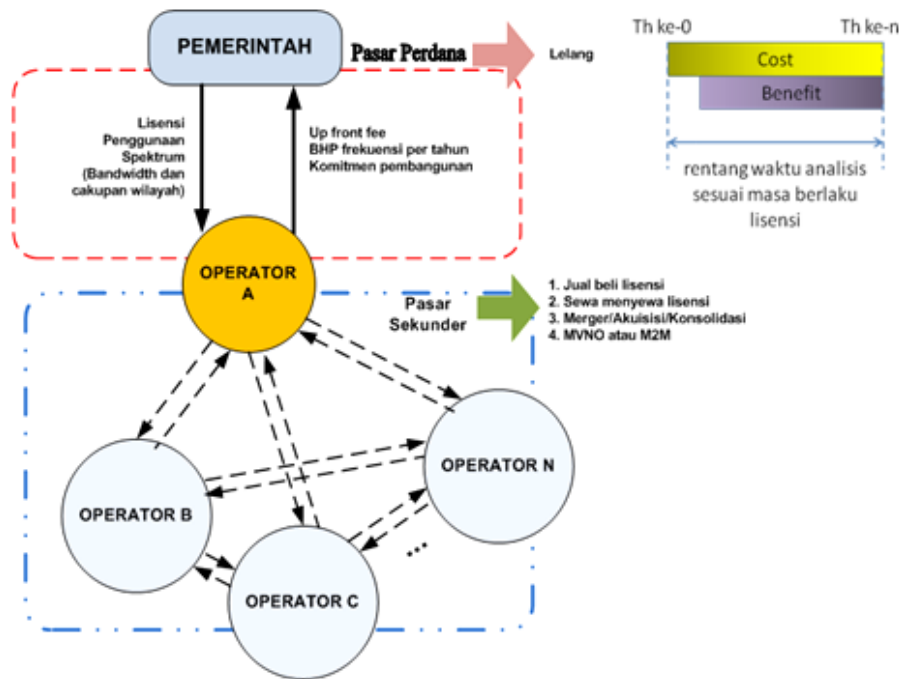 PEMERINTAH
Pasar Perdana
Lelang
Lisensi
Penggunaan
Spektrum
(Bandwidth dan
cakupan wilayah)
Up front fee
BHP frekuensi per tahun
Komitmen pembangunan
Th ke-0
Th ke-n
Cost
Benefit
rentang waktu analisis
sesuai masa berlaku
lisensi
OPERATOR
A
Pasar
Sekunder
1. Jual beli lisensi
2. Sewa menyewa lisensi
3. Merger/Akuisisi/Konsolidasi
4. MVNO atau M2M
OPERATOR N
OPERATOR B
...
OPERATOR C